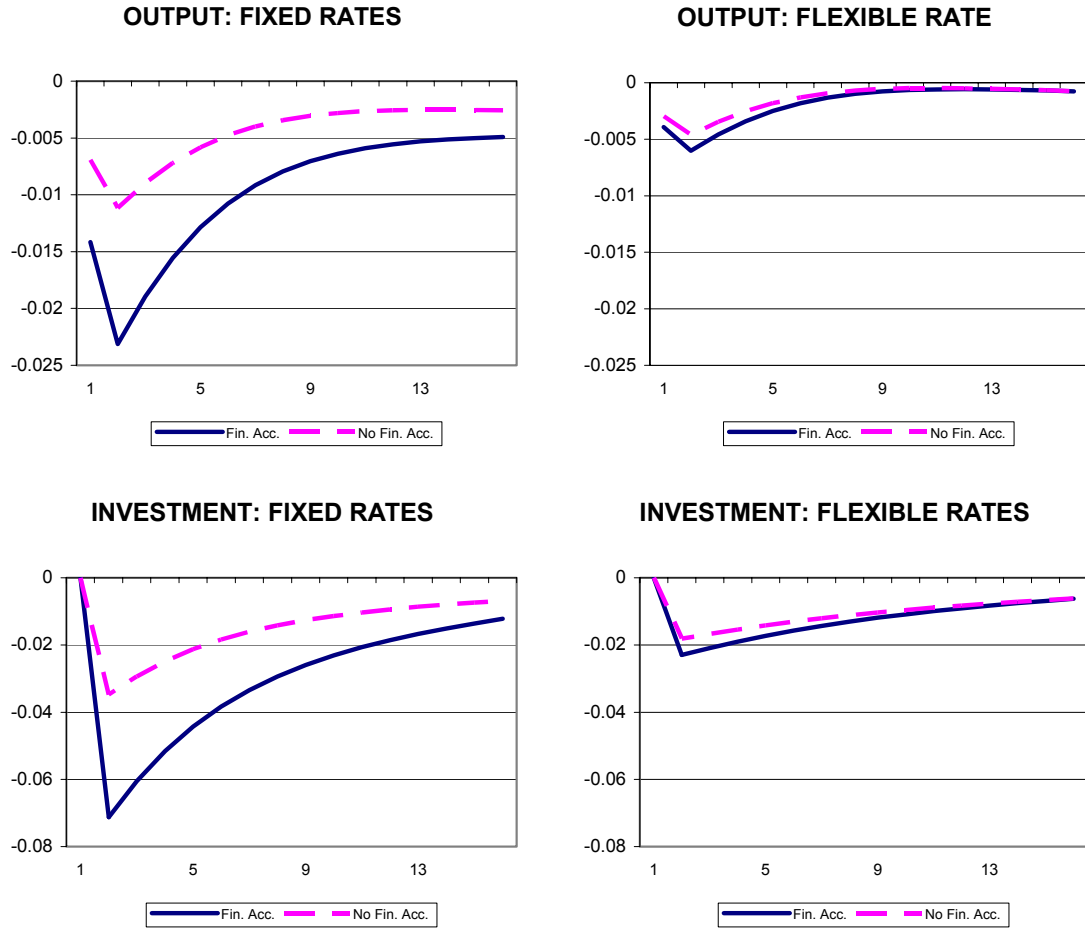 OUTPUT: FIXED RATES
0
-0.005
-0.01
-0.015
-0.02
-0.025
1 5 9 13
Fin. Acc. No Fin. Acc.
OUTPUT: FLEXIBLE RATE
0
-0.005
-0.01
-0.015
-0.02
-0.025
1 5 9 13
Fin. Acc. No Fin. Acc.
INVESTMENT: FIXED RATES
0
-0.02
-0.04
-0.06
-0.08
1 5 9 13
Fin. Acc. No Fin. Acc.
INVESTMENT: FLEXIBLE RATES
0
-0.02
-0.04
-0.06
-0.08
1 5 9 13
Fin. Acc. No Fin. Acc.